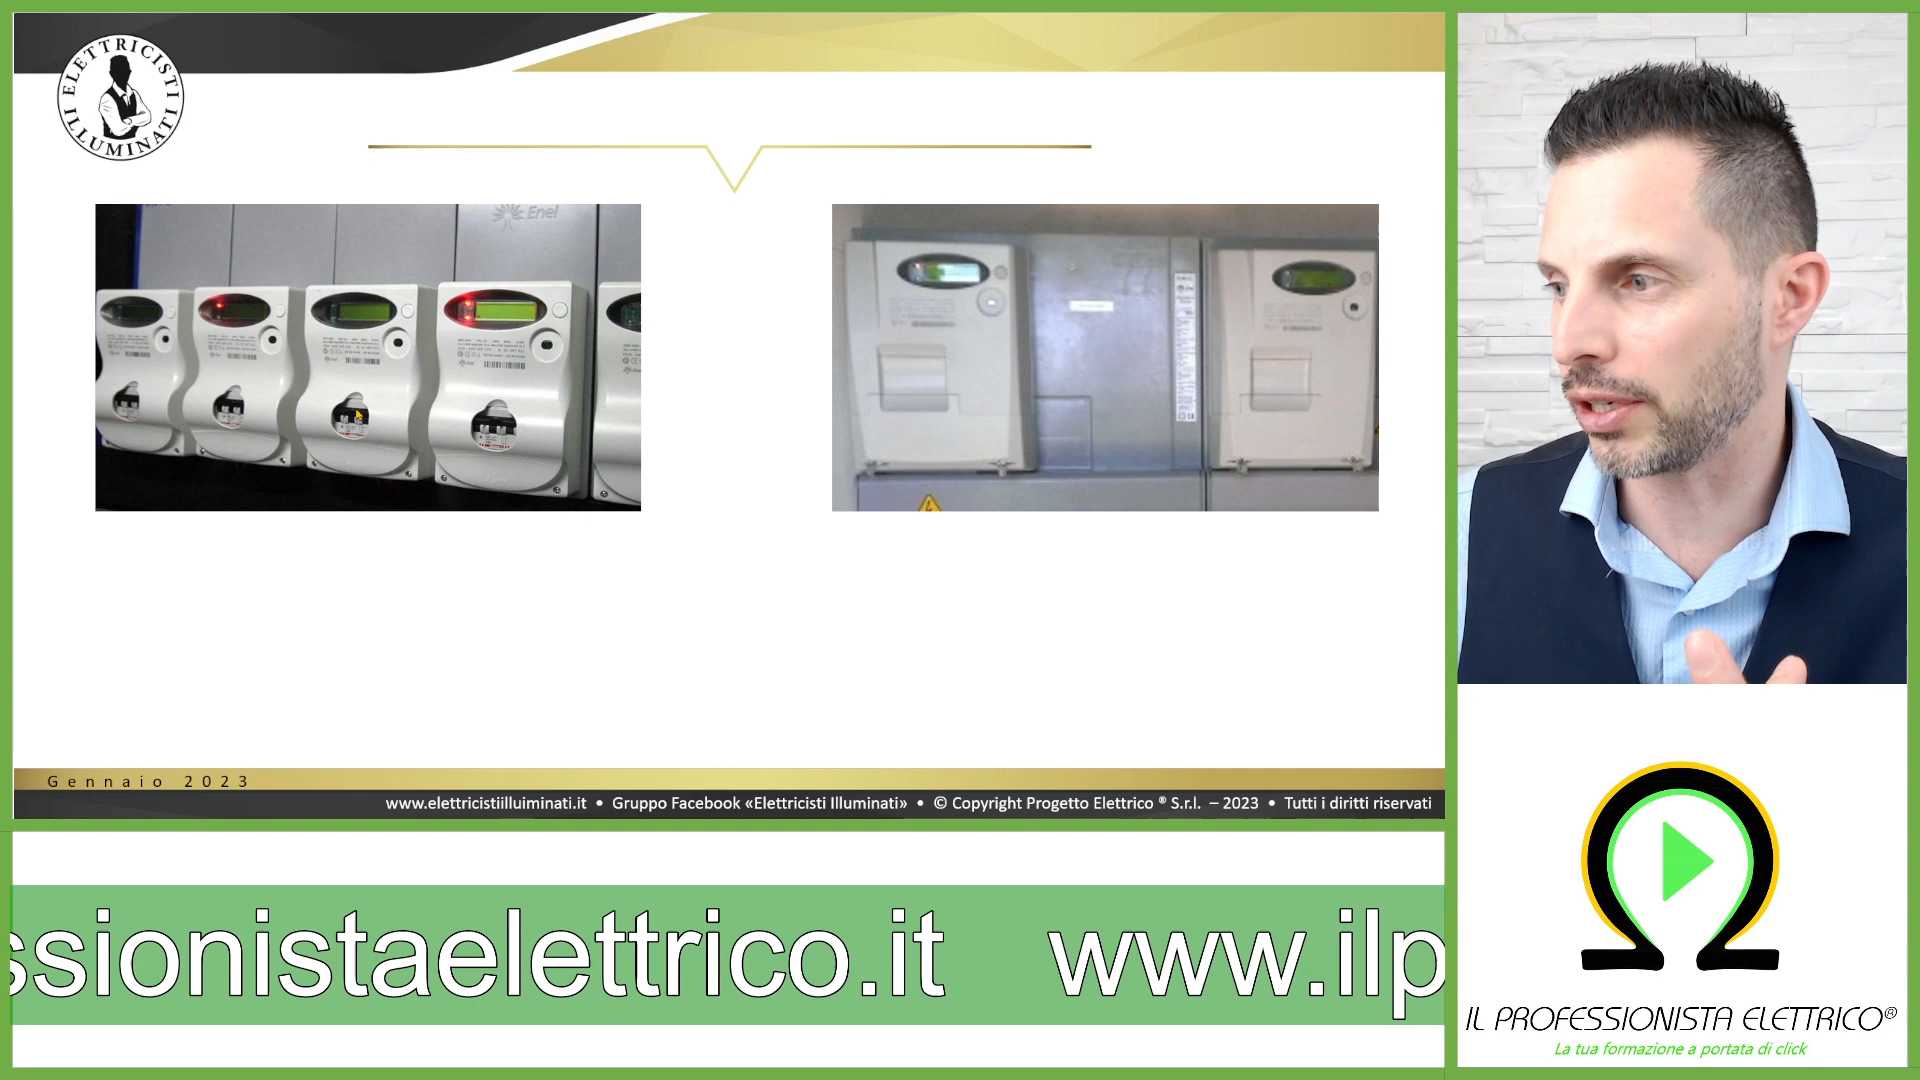 ELETTRICISTI
ILLUMINATI
Enel
Gennaio 2023
www.elettricistiilluiminati.it • Gruppo Facebook «Elettricisti Illuminati» • © Copyright Progetto Elettrico ® S.r.l. – 2023 • Tutti i diritti riservati
ssionistaelettrico.it www.ilp
IL PROFESSIONISTA ELETTRICO®
La tua formazione a portata di click